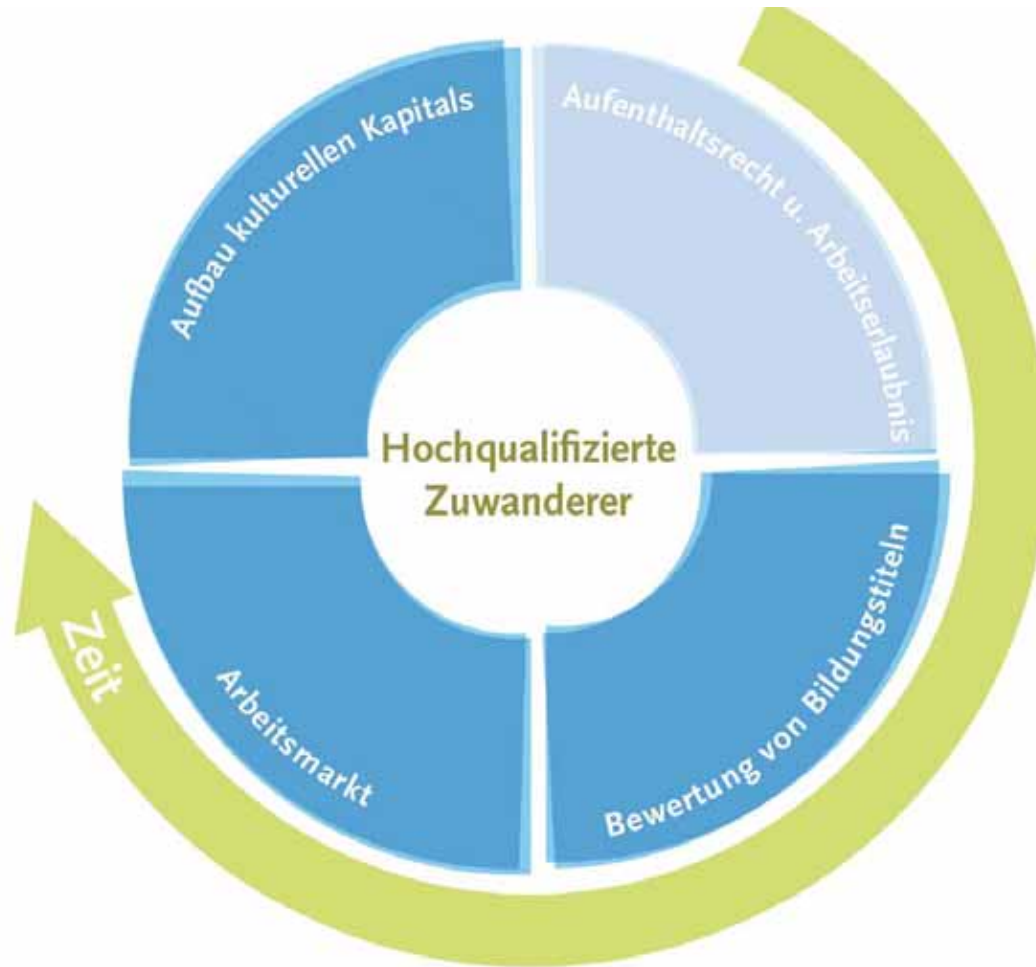 Aufbau kulturellen Kapitals
Aufenthaltsrecht u. Arbeitserlaubnis
Hochqualifizierte
Zuwanderer
Zeit
Arbeitsmarkt
Bewertung von Bildungstiteln